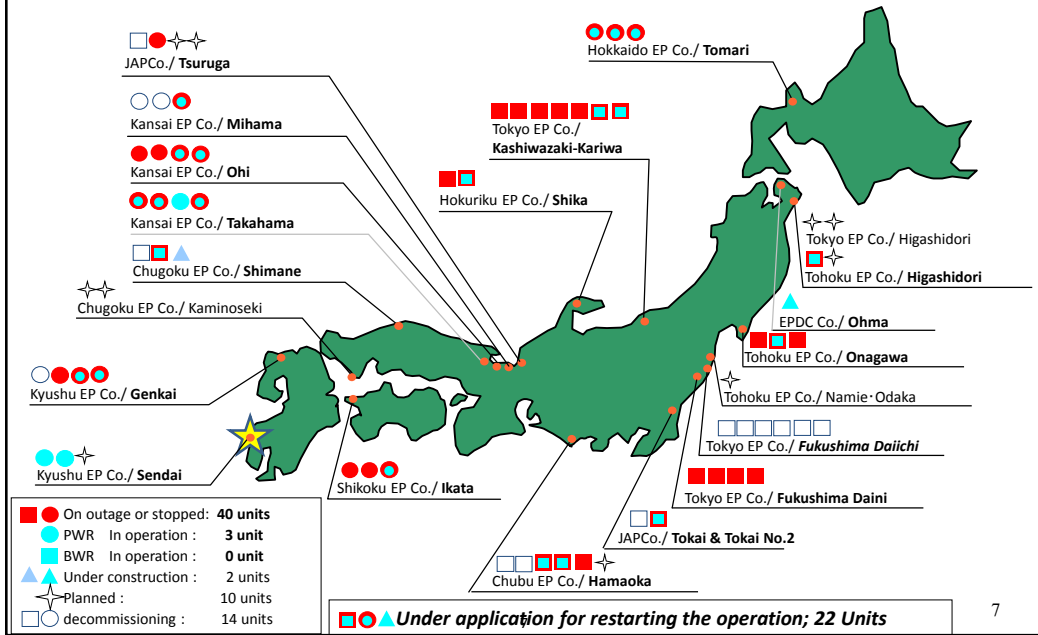 JAPCo./ Tsuruga
Kansai EP Co./ Mihama
Kansai EP Co./ Ohi
Kansai EP Co./ Takahama
Chugoku EP Co./ Shimane
Chugoku EP Co./ Kaminoseki
Kyushu EP Co./ Genkai
Kyushu EP Co./ Sendai
Hokkaido EP Co./ Tomari
Tokyo EP Co./
Kashiwazaki-Kariwa
Hokuriku EP Co./ Shika
Tokyo EP Co./ Higashidori
Tohoku EP Co./ Higashidori
EPDC Co./ Ohma
Tohoku EP Co./ Onagawa
Tohoku EP Co./ Namie･Odaka
Tokyo EP Co./ Fukushima Daiichi
Tokyo EP Co./ Fukushima Daini
JAPCo./ Tokai & Tokai No.2
Shikoku EP Co./ Ikata
Chubu EP Co./ Hamaoka
On outage or stopped: 40 units
PWR In operation : 3 unit
BWR In operation : 0 unit
Under construction : 2 units
Planned : 10 units
decommissioning : 14 units
Under application for restarting the operation; 22 Units
7